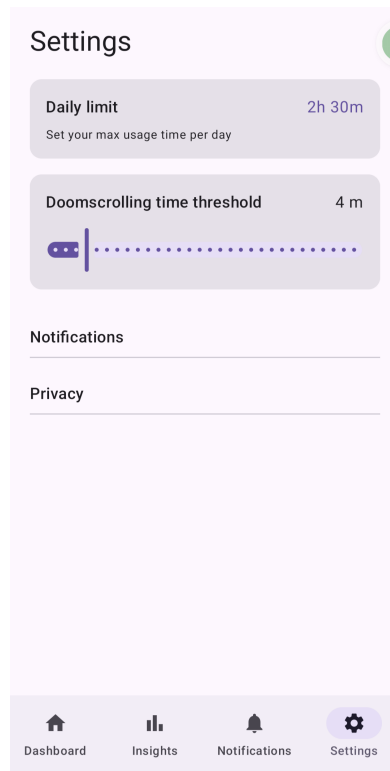 Settings
Daily limit 2h 30m
Set your max usage time per day
Doomscrolling time threshold 4 m
Notifications
Privacy
Dashboard Insights Notifications Settings